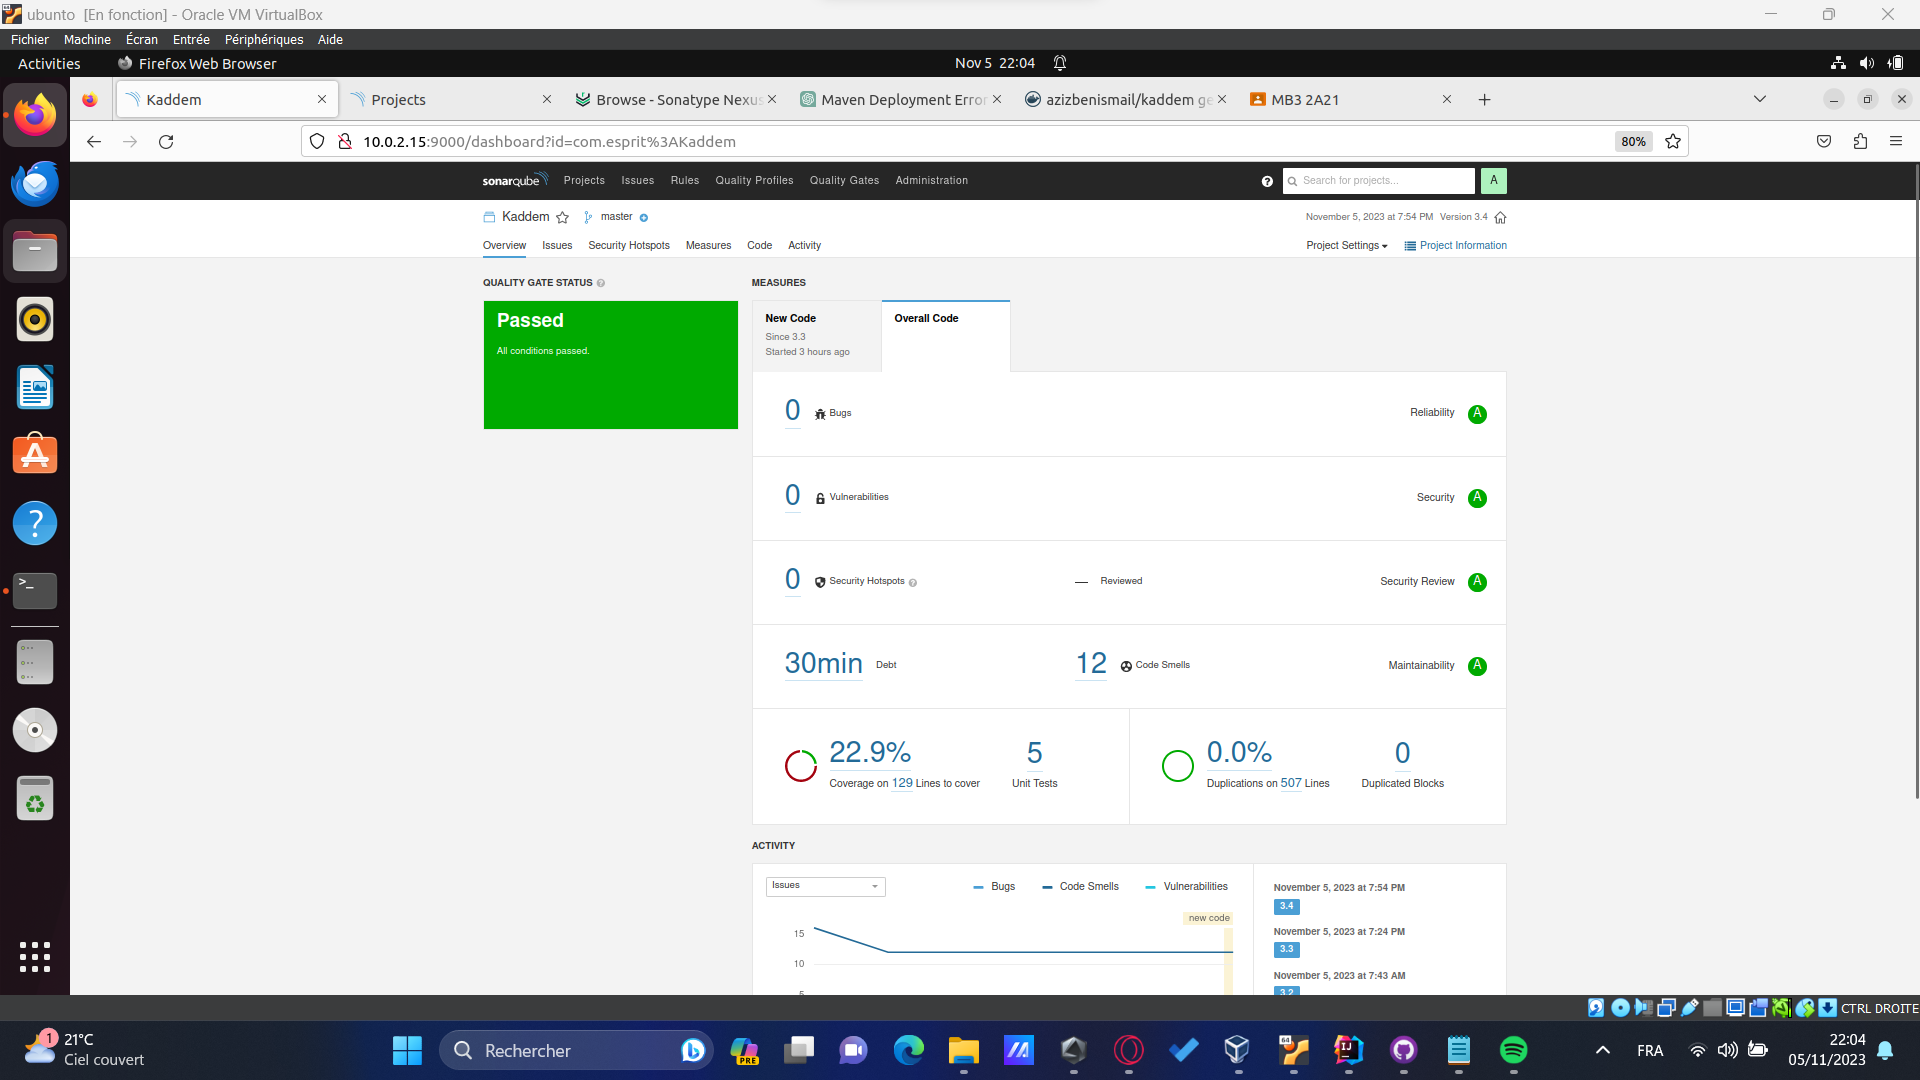 ubunto [En fonction] - Oracle VM VirtualBox
Fichier Machine Écran Entrée Périphériques Aide
Activities Firefox Web Browser Nov 5 22:04
Kaddem Projects Browse - Sonatype Nexus Maven Deployment Error azizbenismail/kaddem ge MB3 2A21
10.0.2.15:9000/dashboard?id=com.esprit%3AKaddem 80%
sonarqube Projects Issues Rules Quality Profiles Quality Gates Administration Search for projects... A
Kaddem master November 5, 2023 at 7:54 PM Version 3.4
Overview Issues Security Hotspots Measures Code Activity Project Settings Project Information
QUALITY GATE STATUS MEASURES
Passed
All conditions passed.
New Code Overall Code
Since 3.3
Started 3 hours ago
0 Bugs Reliability A
0 Vulnerabilities Security A
0 Security Hotspots — Reviewed Security Review A
30min Debt 12 Code Smells Maintainability A
22.9% 5 0.0% 0
Coverage on 129 Lines to cover Unit Tests Duplications on 507 Lines Duplicated Blocks
ACTIVITY
Issues Bugs Code Smells Vulnerabilities
new code
15
10
5
November 5, 2023 at 7:54 PM
3.4
November 5, 2023 at 7:24 PM
3.3
November 5, 2023 at 7:43 AM
3.2
CTRL DROITE
1 21°C
Ciel couvert
Rechercher
PRE
64
IJ
FRA
22:04
05/11/2023